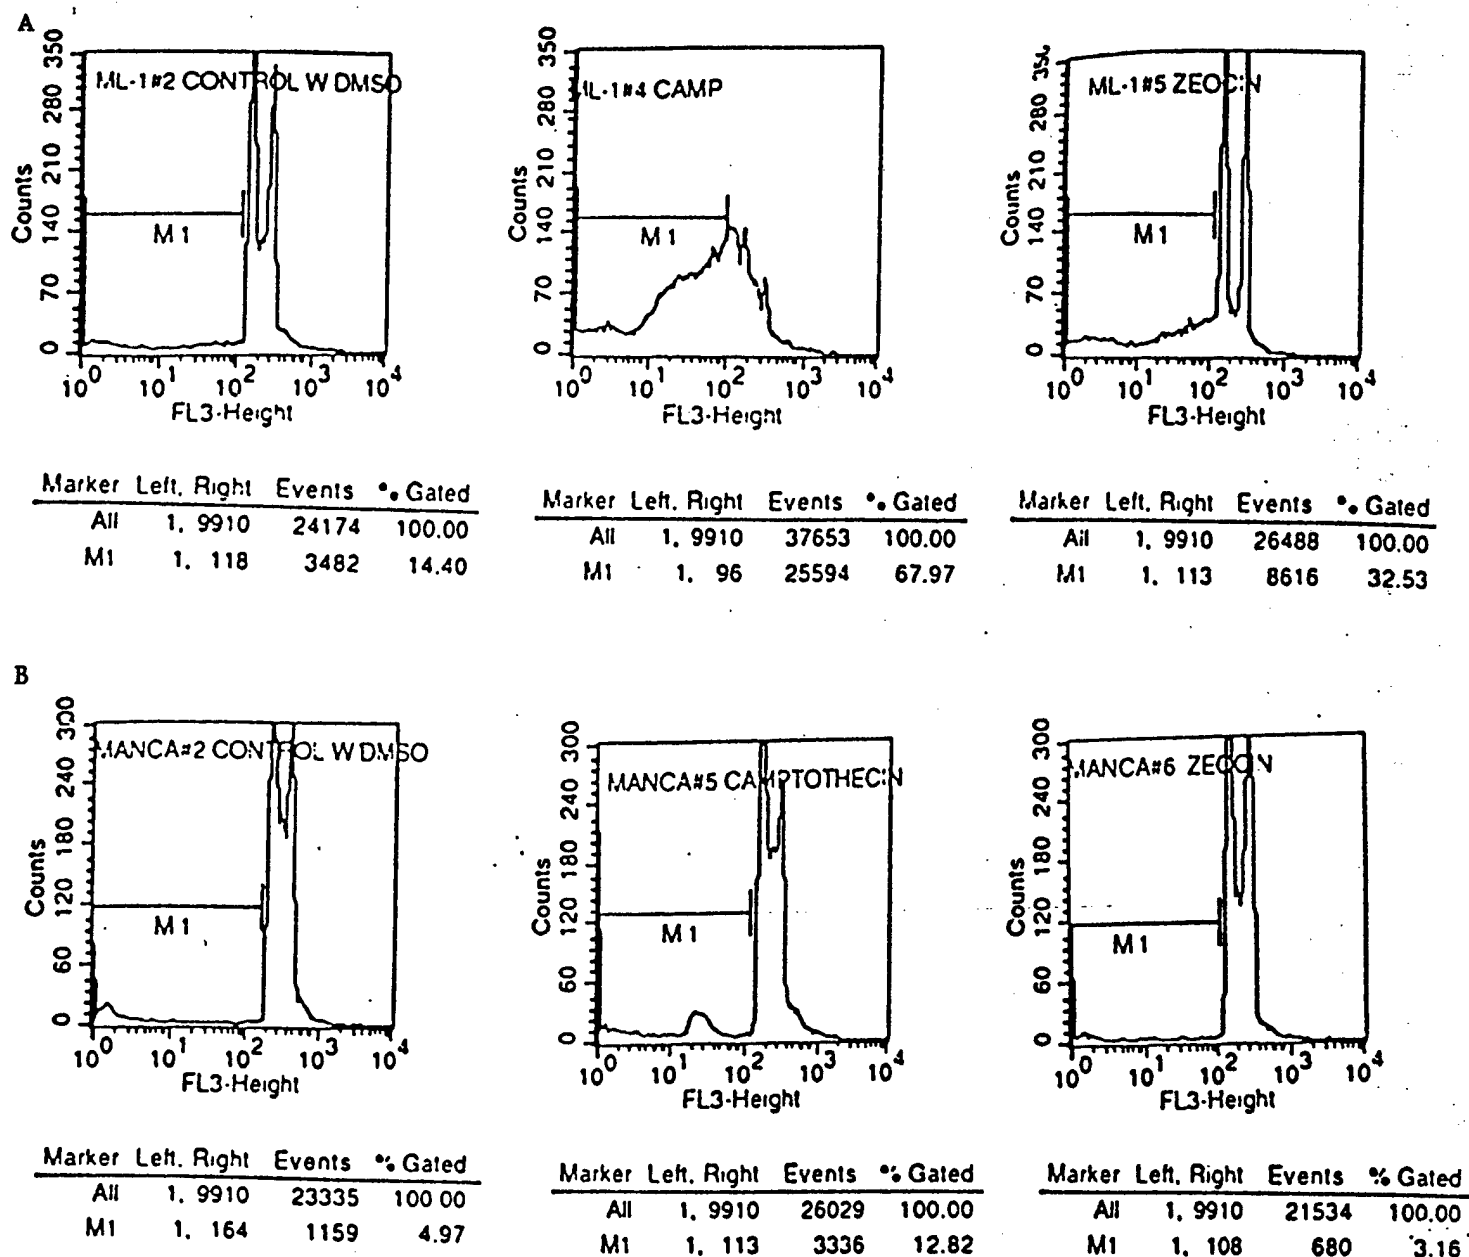 A
350
280
210
140
70
0
Counts
ML-1#2 CONTROL W DMSO
M1
10^0 10^1 10^2 10^3 10^4
FL3-Height
350
280
210
140
70
0
Counts
ML-1#4 CAMP
M1
10^0 10^1 10^2 10^3 10^4
FL3-Height
350
280
210
140
70
0
Counts
ML-1#5 ZEOCIN
M1
10^0 10^1 10^2 10^3 10^4
FL3-Height
Marker Left, Right Events % Gated
All 1, 9910 24174 100.00
M1 1, 118 3482 14.40
Marker Left, Right Events % Gated
All 1, 9910 37653 100.00
M1 1, 96 25594 67.97
Marker Left, Right Events % Gated
All 1, 9910 26488 100.00
M1 1, 113 8616 32.53
B
300
240
180
120
60
0
Counts
MANCA#2 CONTROL W DMSO
M1
10^0 10^1 10^2 10^3 10^4
FL3-Height
300
240
180
120
60
0
Counts
MANCA#5 CAMPTOTHECIN
M1
10^0 10^1 10^2 10^3 10^4
FL3-Height
300
240
180
120
60
0
Counts
MANCA#6 ZEOCIN
M1
10^0 10^1 10^2 10^3 10^4
FL3-Height
Marker Left, Right Events % Gated
All 1, 9910 23335 100 00
M1 1, 164 1159 4.97
Marker Left, Right Events % Gated
All 1, 9910 26029 100.00
M1 1, 113 3336 12.82
Marker Left, Right Events % Gated
All 1, 9910 21534 100.00
M1 1, 108 680 3.16